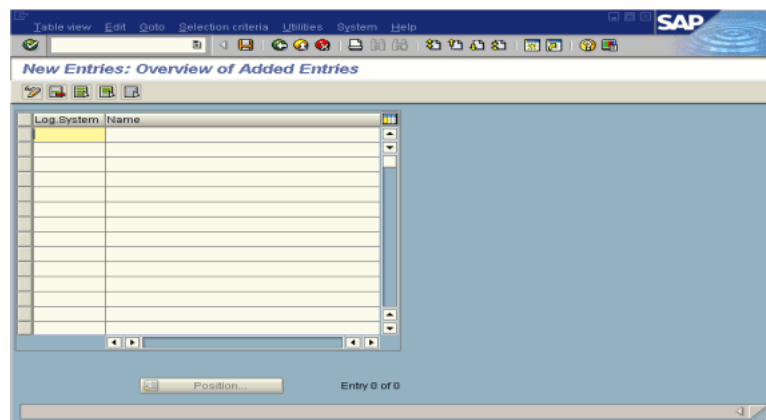 Table view Edit Goto Selection criteria Utilities System Help
SAP
New Entries: Overview of Added Entries
Log.System Name
Position... Entry 0 of 0